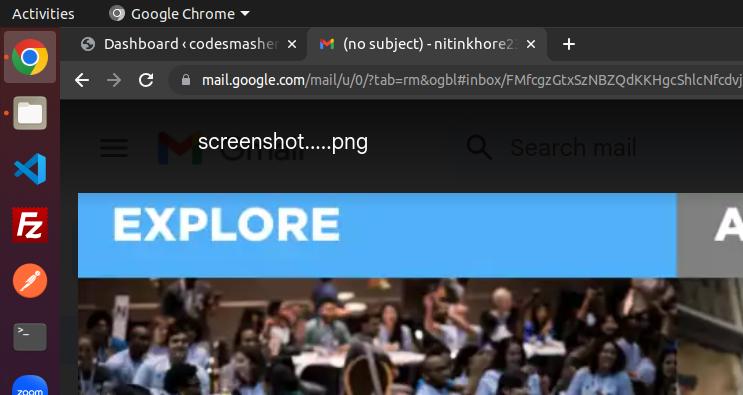 Activities
Google Chrome
Dashboard ‹ codesmasher
(no subject) - nitinkhore2
mail.google.com/mail/u/0/?tab=rm&ogbl#inbox/FMfcgzGtxSzNBZQdKKHgcShlcNfcdvj
screenshot.....png
Gmail
Search mail
EXPLORE
A
Fz
>_
zoom